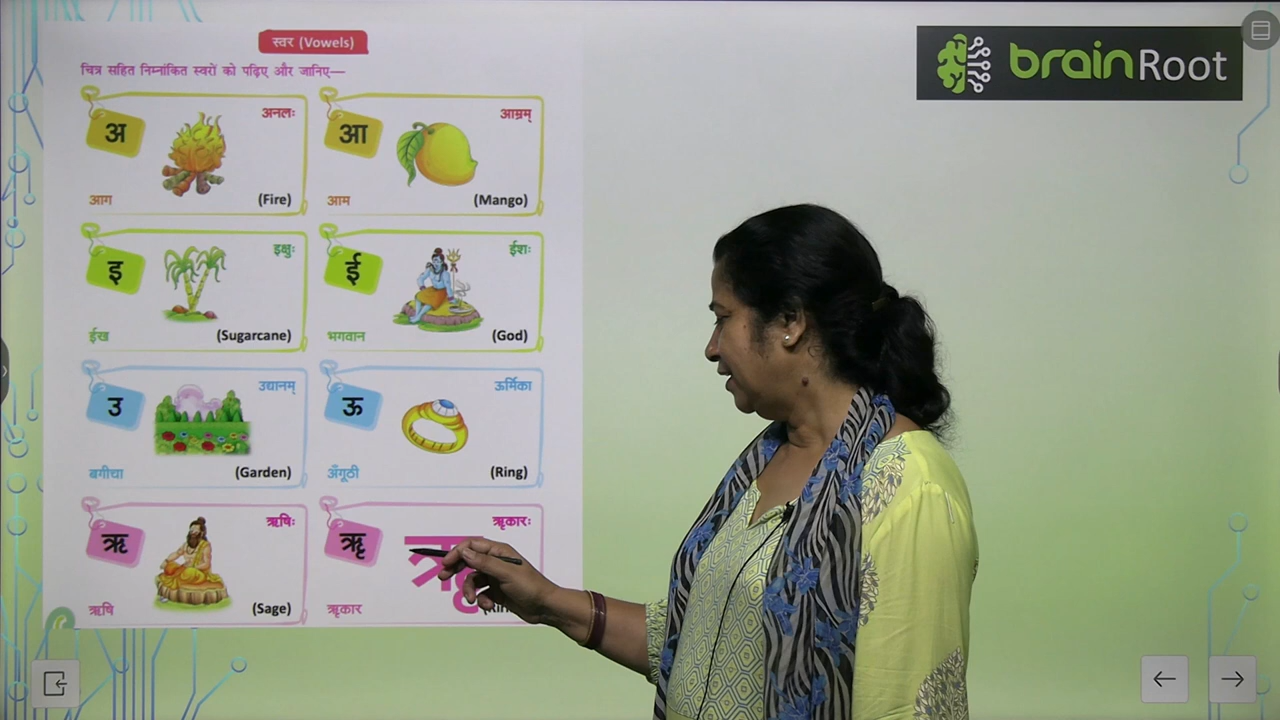 स्वर (Vowels)
brainRoot
चित्र सहित निम्नांकित स्वरों को पढ़िए और जानिए—
अ अनलः
आग (Fire)
आ आम्रम्
आम (Mango)
इ इक्षुः
ईख (Sugarcane)
ई ईशः
भगवान (God)
उ उद्यानम्
बगीचा (Garden)
ऊ ऊर्मिका
अँगूठी (Ring)
ऋ ऋषिः
ऋषि (Sage)
ॠ ॠकारः
ॠ
ॠकार